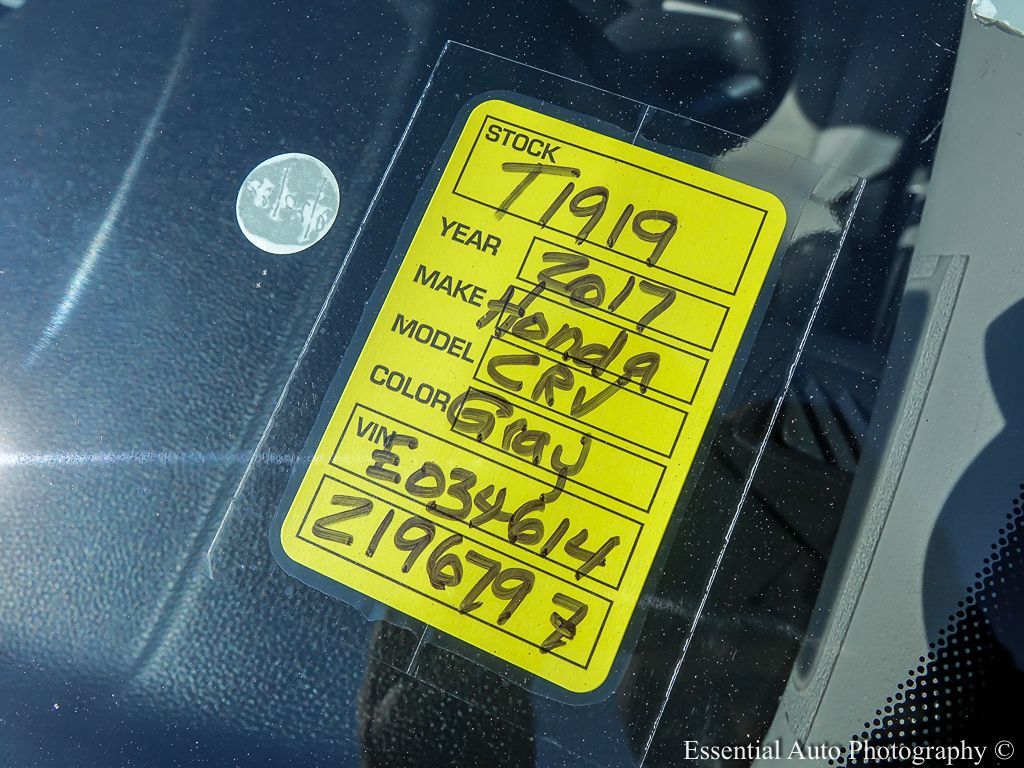 STOCK
T1919
YEAR 2017
MAKE Honda
MODEL CRV
COLOR Gray
VIN E034614
Z196797
Essential Auto Photography ©